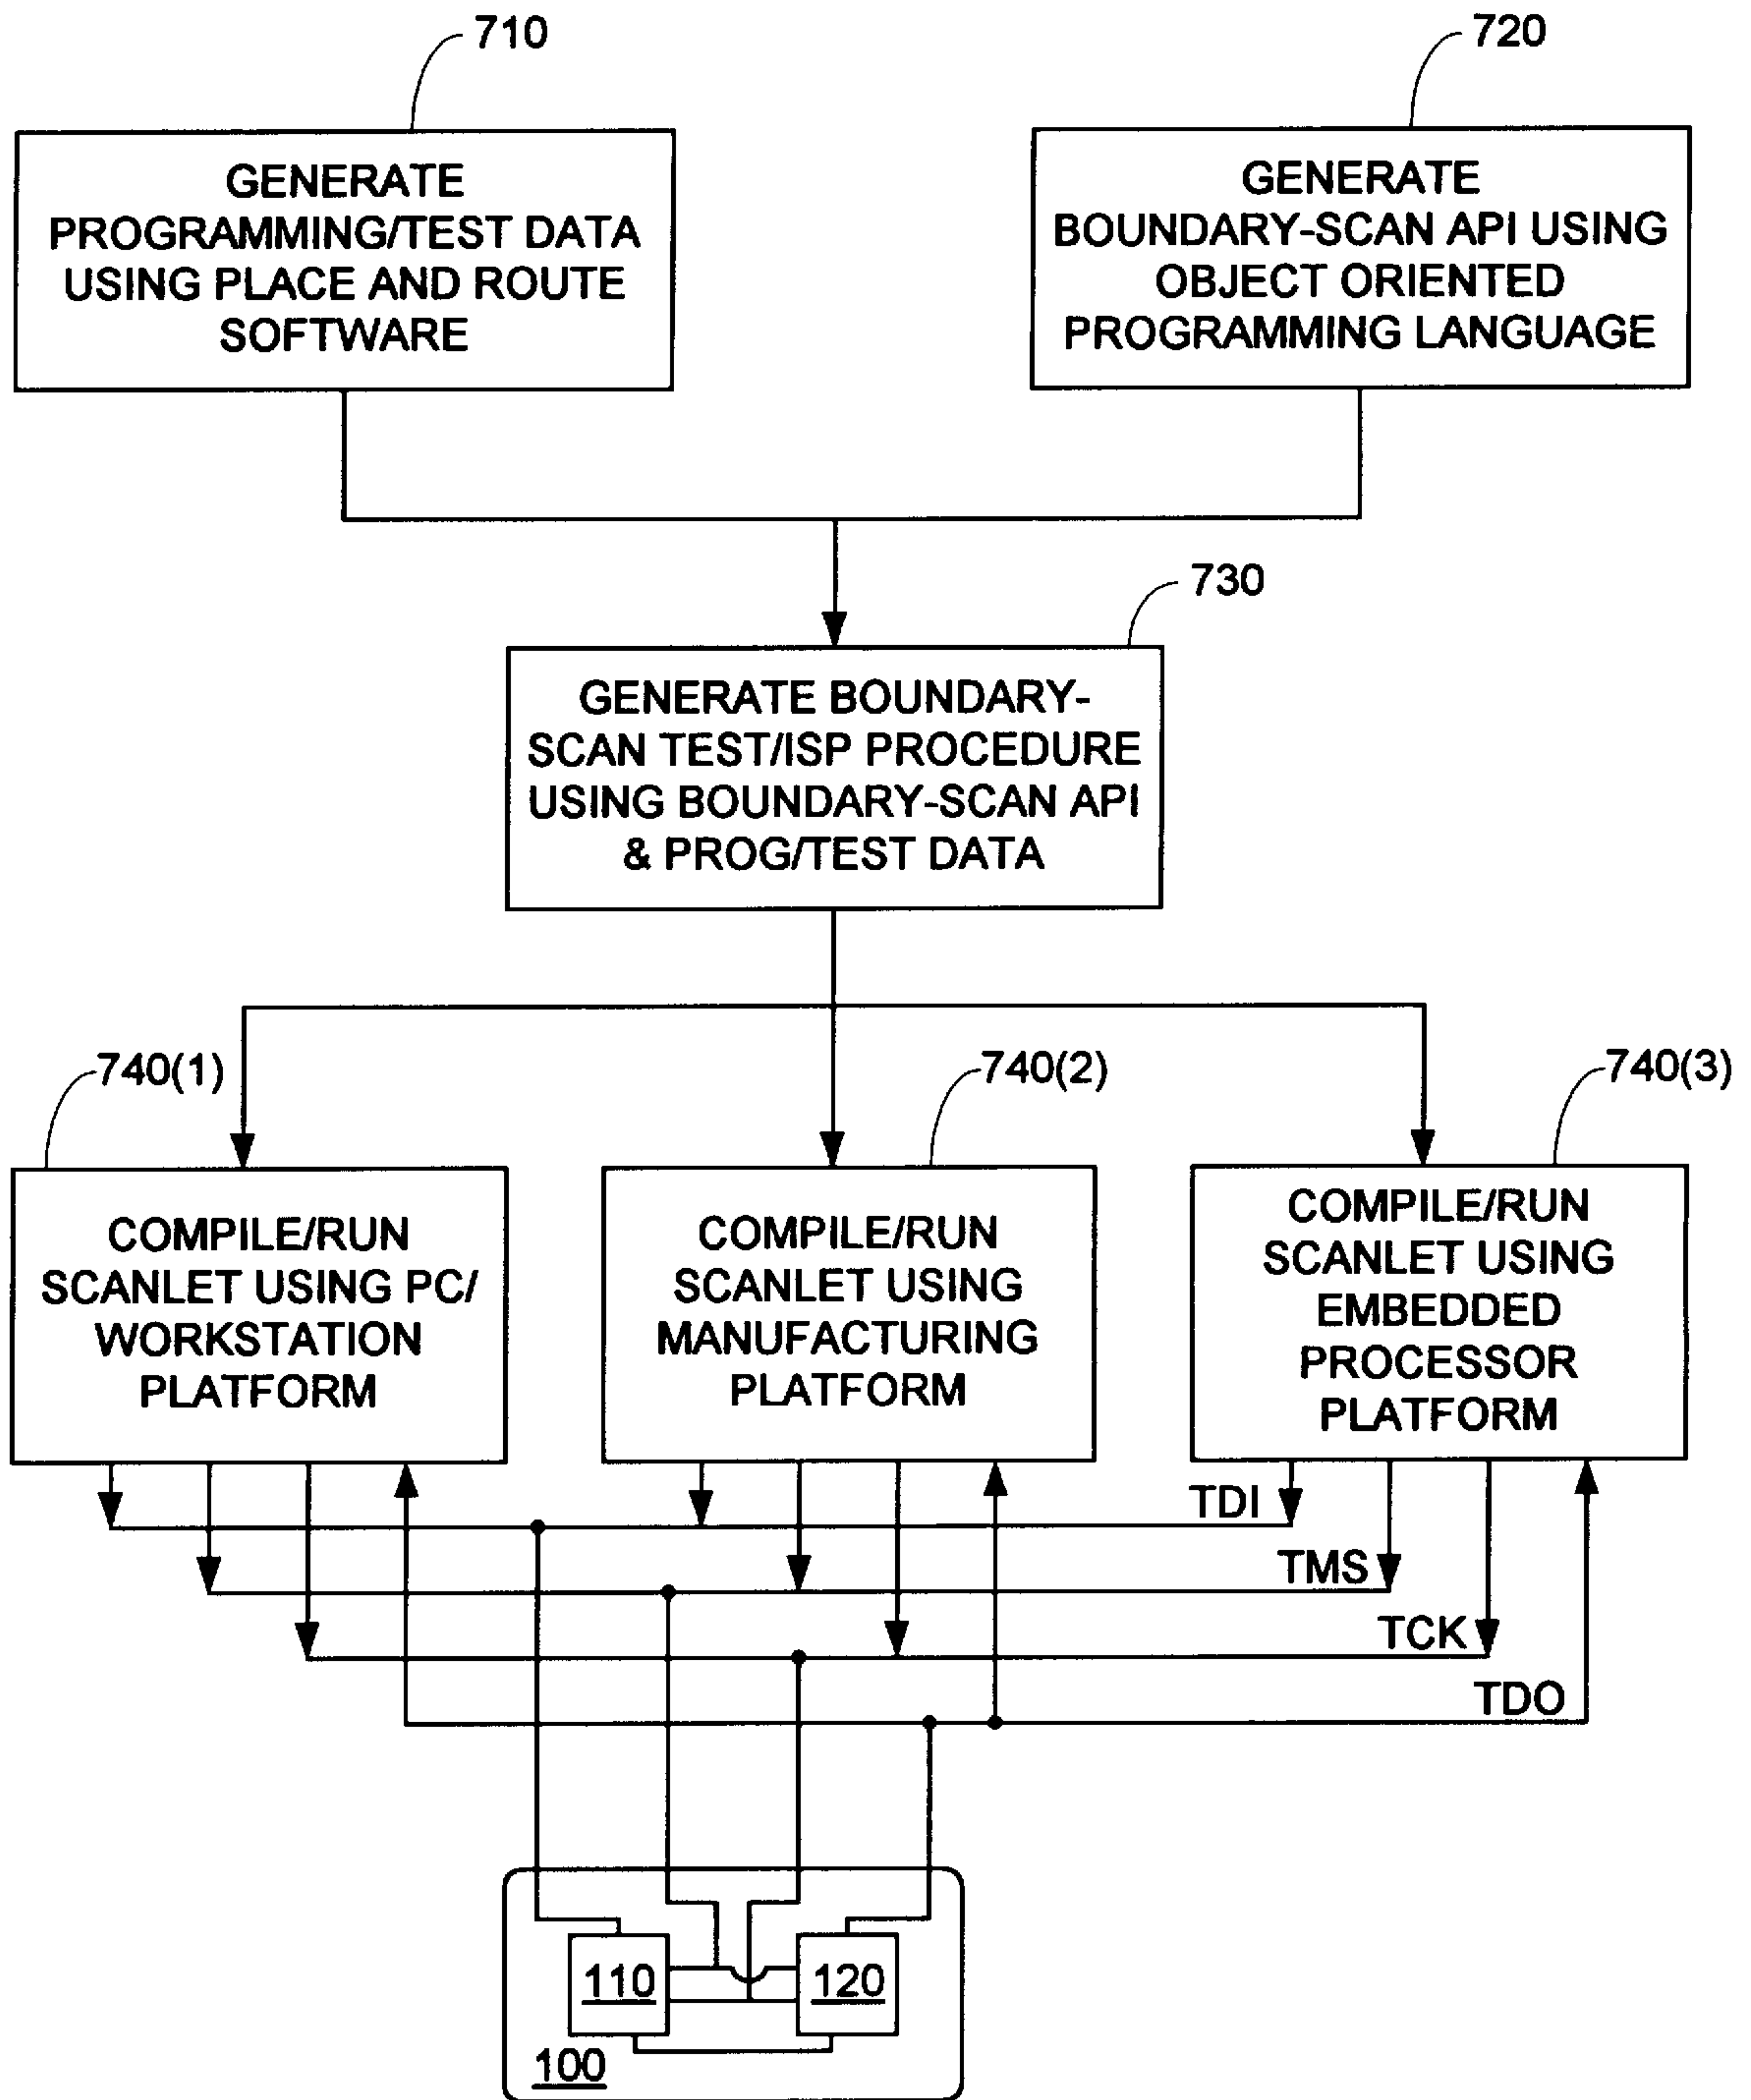 710
720
GENERATE
PROGRAMMING/TEST DATA
USING PLACE AND ROUTE
SOFTWARE
GENERATE
BOUNDARY-SCAN API USING
OBJECT ORIENTED
PROGRAMMING LANGUAGE
730
GENERATE BOUNDARY-
SCAN TEST/ISP PROCEDURE
USING BOUNDARY-SCAN API
& PROG/TEST DATA
740(1)
740(2)
740(3)
COMPILE/RUN
SCANLET USING PC/
WORKSTATION
PLATFORM
COMPILE/RUN
SCANLET USING
MANUFACTURING
PLATFORM
COMPILE/RUN
SCANLET USING
EMBEDDED
PROCESSOR
PLATFORM
TDI
TMS
TCK
TDO
110
120
100